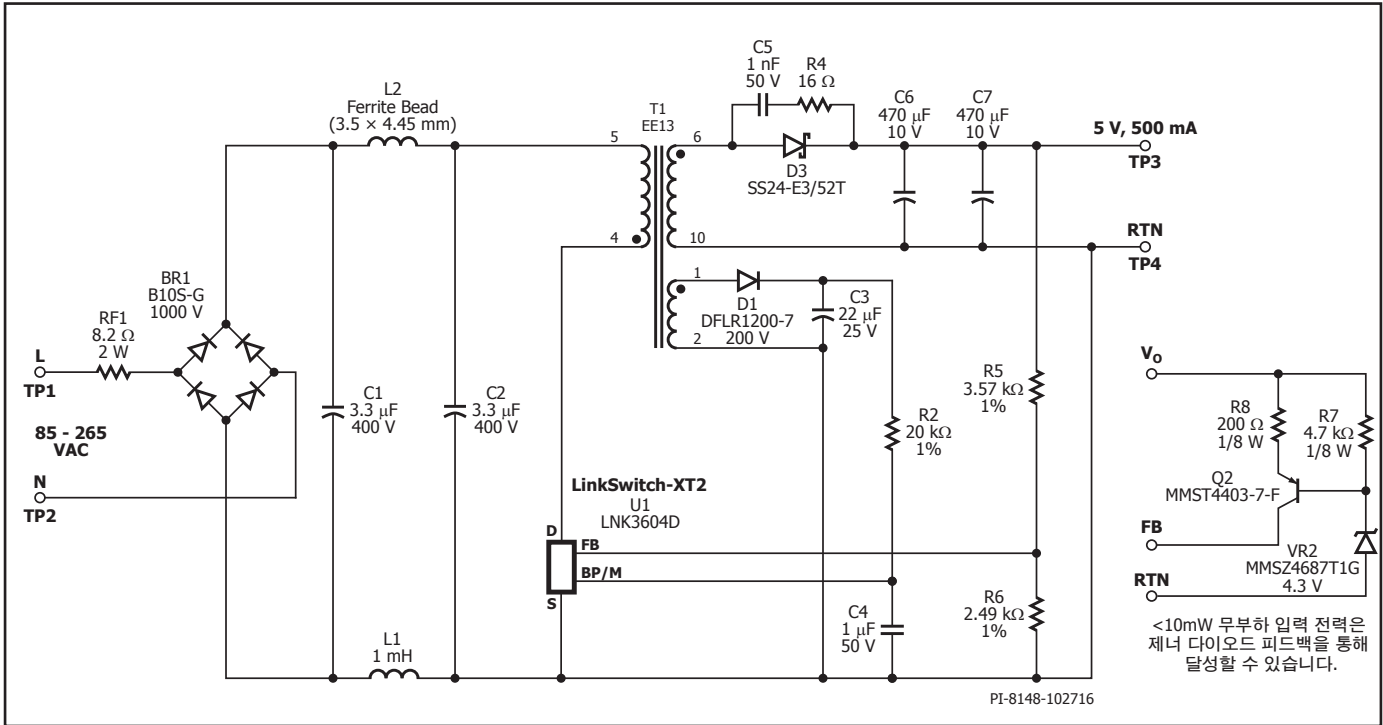 C5
1 nF
50 V
R4
16 Ω
L2
Ferrite Bead
(3.5 × 4.45 mm)
T1
EE13
C6
470 μF
10 V
C7
470 μF
10 V
5 V, 500 mA
TP3
5
6
D3
SS24-E3/52T
4
10
RTN
TP4
BR1
B10S-G
1000 V
RF1
8.2 Ω
2 W
L
TP1
85 - 265
VAC
N
TP2
1
D1
DFLR1200-7
200 V
2
C3
22 μF
25 V
C1
3.3 μF
400 V
C2
3.3 μF
400 V
R5
3.57 kΩ
1%
R2
20 kΩ
1%
LinkSwitch-XT2
U1
LNK3604D
D
FB
BP/M
S
C4
1 μF
50 V
R6
2.49 kΩ
1%
L1
1 mH
VO
R8
200 Ω
1/8 W
R7
4.7 kΩ
1/8 W
Q2
MMST4403-7-F
FB
VR2
MMSZ4687T1G
4.3 V
RTN
<10mW 무부하 입력 전력은
제너 다이오드 피드백을 통해
달성할 수 있습니다.
PI-8148-102716